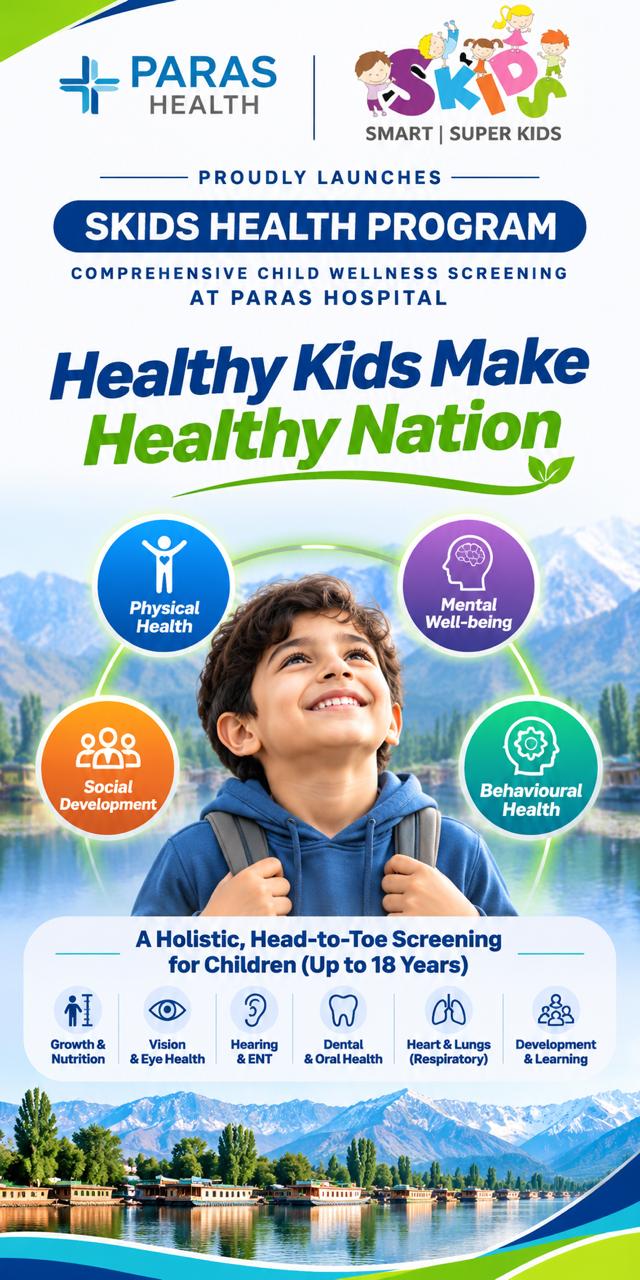 PARAS
HEALTH
SKIDS
SMART | SUPER KIDS
PROUDLY LAUNCHES
SKIDS HEALTH PROGRAM
COMPREHENSIVE CHILD WELLNESS SCREENING
AT PARAS HOSPITAL
Healthy Kids Make
Healthy Nation
Physical
Health
Mental
Well-being
Social
Development
Behavioural
Health
A Holistic, Head-to-Toe Screening
for Children (Up to 18 Years)
Growth &
Nutrition
Vision
& Eye Health
Hearing
& ENT
Dental
& Oral Health
Heart & Lungs
(Respiratory)
Development
& Learning